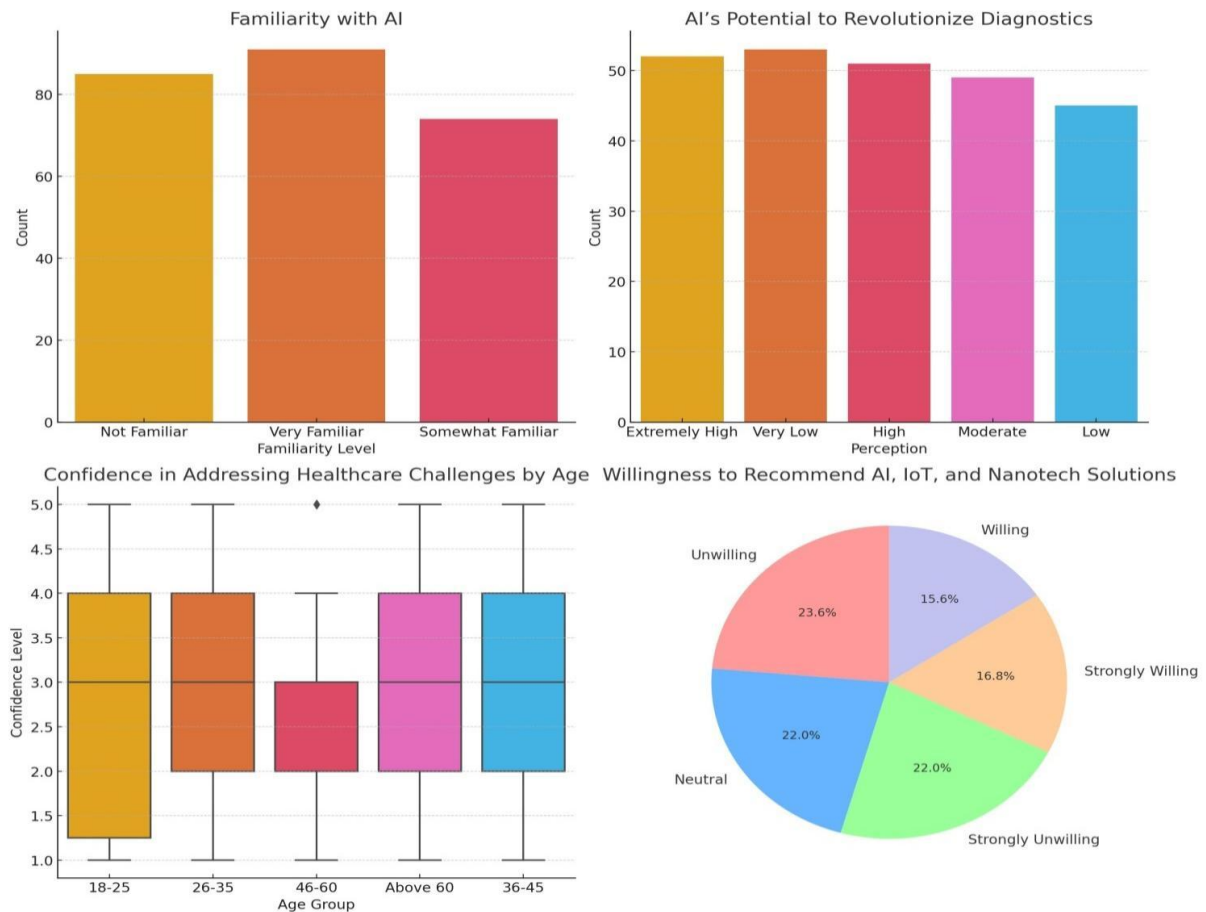 Familiarity with AI
80
60
40
20
0
Count
Not Familiar Very Familiar Somewhat Familiar
Familiarity Level
AI’s Potential to Revolutionize Diagnostics
50
40
30
20
10
0
Count
Extremely High Very Low High Moderate Low
Perception
Confidence in Addressing Healthcare Challenges by Age
5.0
4.5
4.0
3.5
3.0
2.5
2.0
1.5
1.0
Confidence Level
18-25 26-35 46-60 Above 60 36-45
Age Group
Willingness to Recommend AI, IoT, and Nanotech Solutions
Willing
Unwilling
15.6%
23.6%
Strongly Willing
16.8%
22.0%
Neutral
22.0%
Strongly Unwilling